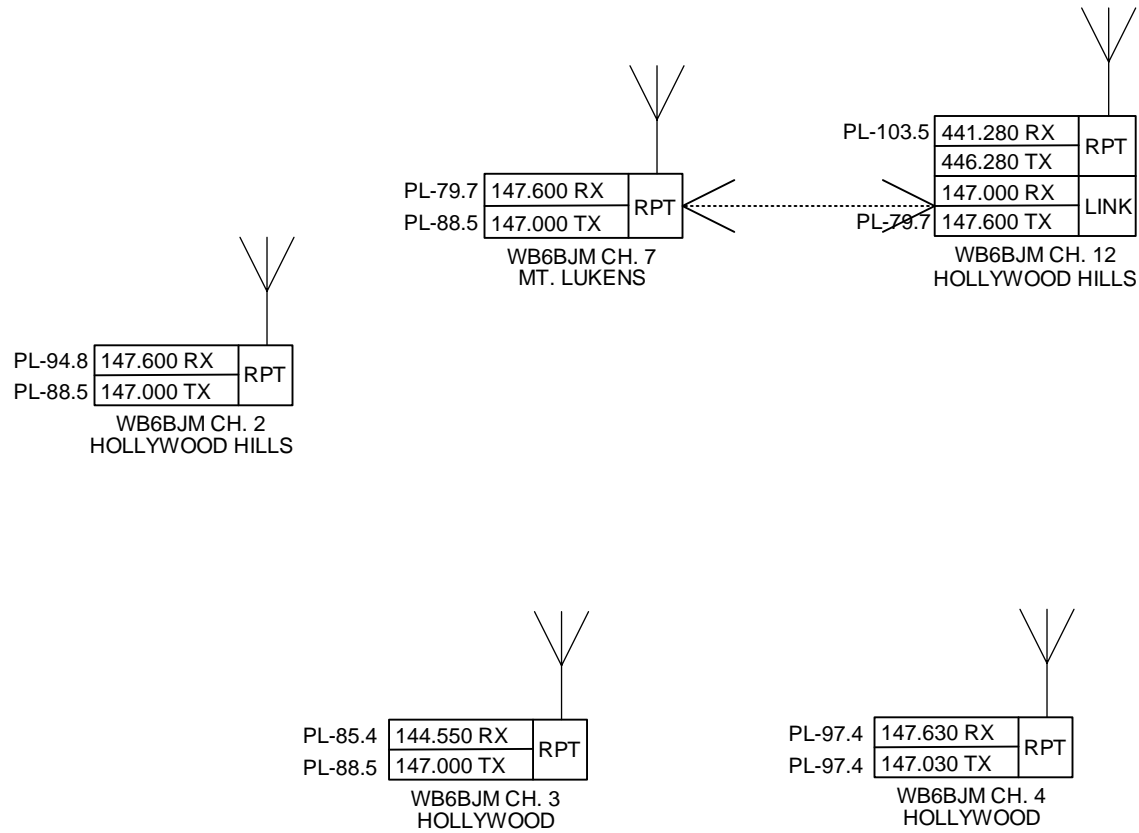 PL-103.5 441.280 RX RPT
446.280 TX
147.000 RX LINK
PL-79.7 147.600 TX
WB6BJM CH. 12
HOLLYWOOD HILLS
PL-79.7 147.600 RX RPT
PL-88.5 147.000 TX
WB6BJM CH. 7
MT. LUKENS
PL-94.8 147.600 RX RPT
PL-88.5 147.000 TX
WB6BJM CH. 2
HOLLYWOOD HILLS
PL-85.4 144.550 RX RPT
PL-88.5 147.000 TX
WB6BJM CH. 3
HOLLYWOOD
PL-97.4 147.630 RX RPT
PL-97.4 147.030 TX
WB6BJM CH. 4
HOLLYWOOD